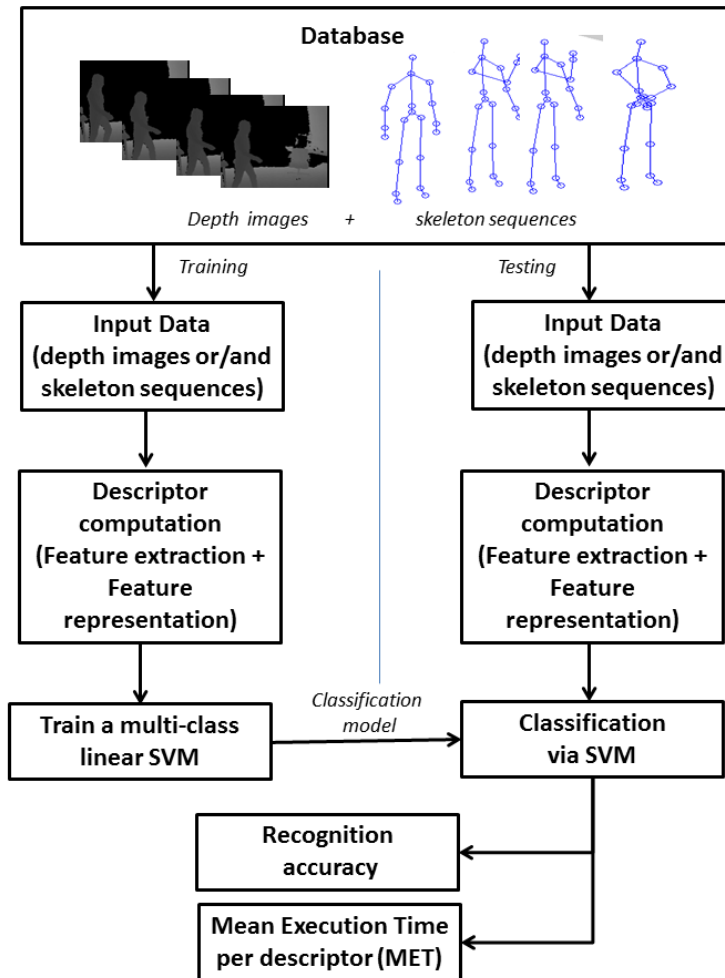 Database
Depth images + skeleton sequences
Training
Testing
Input Data
(depth images or/and
skeleton sequences)
Input Data
(depth images or/and
skeleton sequences)
Descriptor
computation
(Feature extraction +
Feature
representation)
Descriptor
computation
(Feature extraction +
Feature
representation)
Train a multi-class
linear SVM
Classification
model
Classification
via SVM
Recognition
accuracy
Mean Execution Time
per descriptor (MET)